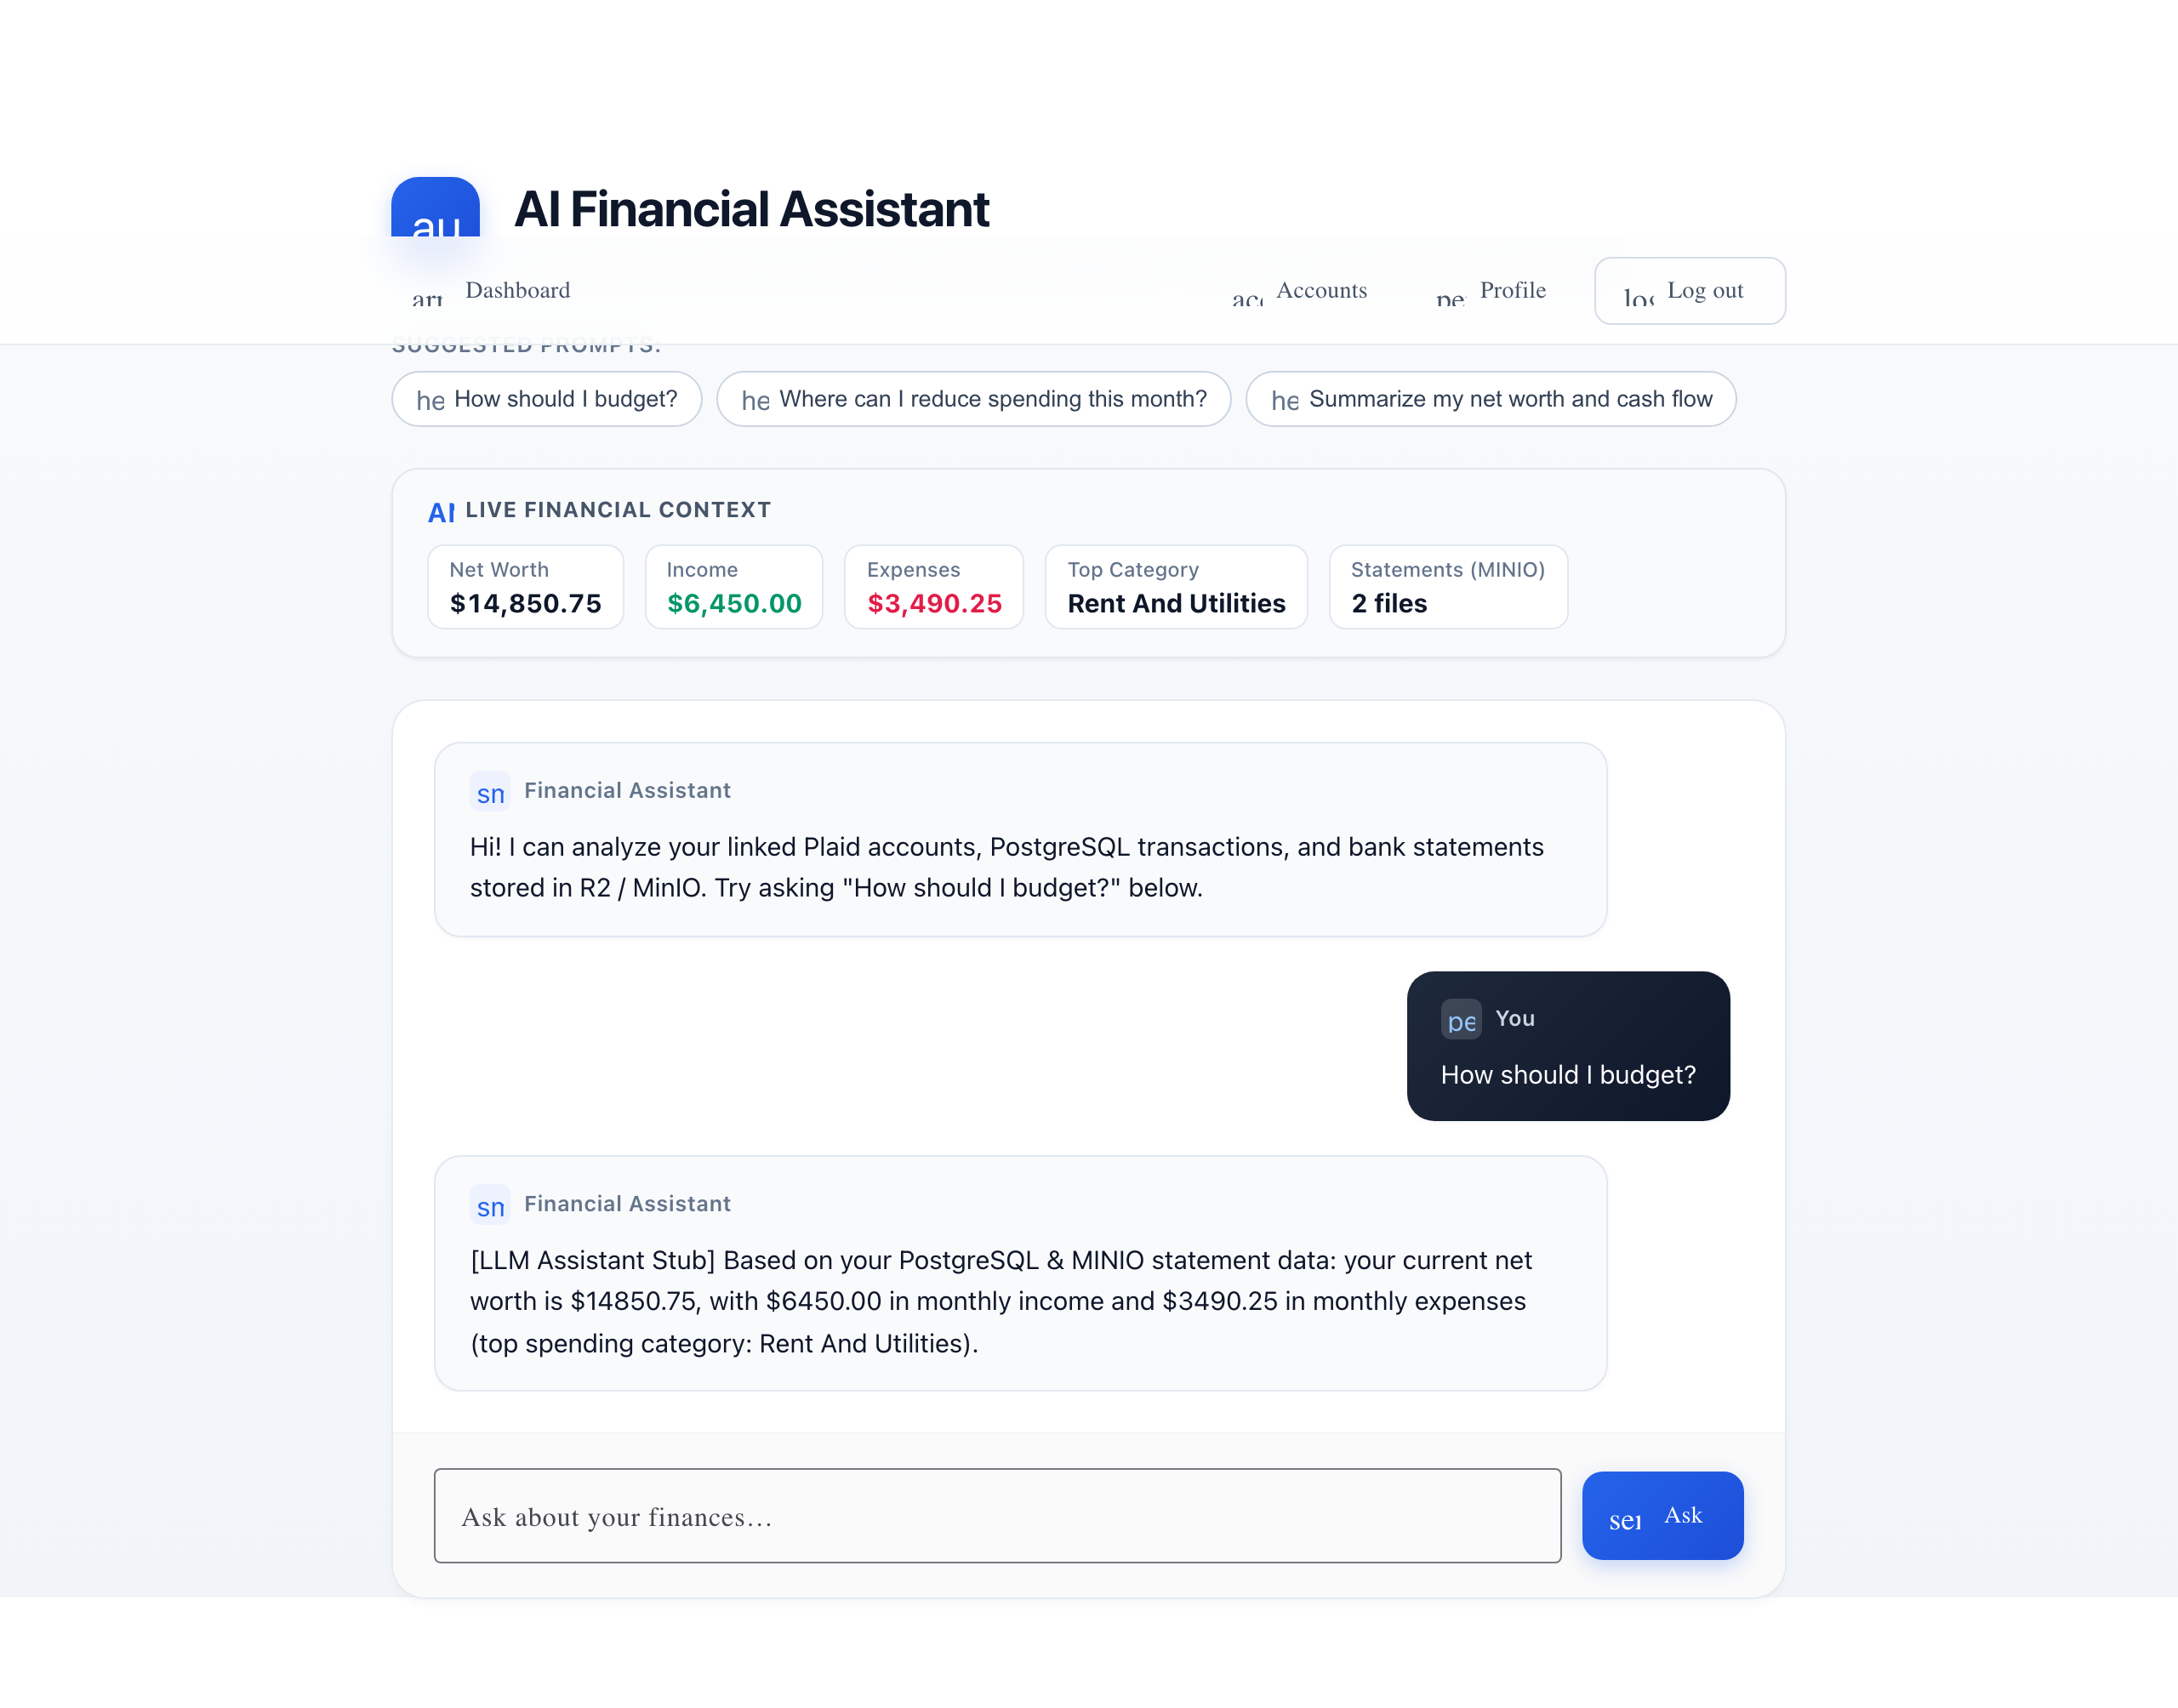 au
AI Financial Assistant
arr Dashboard
acc Accounts
pe Profile
log Log out
SUGGESTED PROMPTS:
he How should I budget?
he Where can I reduce spending this month?
he Summarize my net worth and cash flow
AI LIVE FINANCIAL CONTEXT
Net Worth
$14,850.75
Income
$6,450.00
Expenses
$3,490.25
Top Category
Rent And Utilities
Statements (MINIO)
2 files
sm Financial Assistant
Hi! I can analyze your linked Plaid accounts, PostgreSQL transactions, and bank statements
stored in R2 / MinIO. Try asking "How should I budget?" below.
pe You
How should I budget?
sm Financial Assistant
[LLM Assistant Stub] Based on your PostgreSQL & MINIO statement data: your current net
worth is $14850.75, with $6450.00 in monthly income and $3490.25 in monthly expenses
(top spending category: Rent And Utilities).
Ask about your finances…
sen Ask